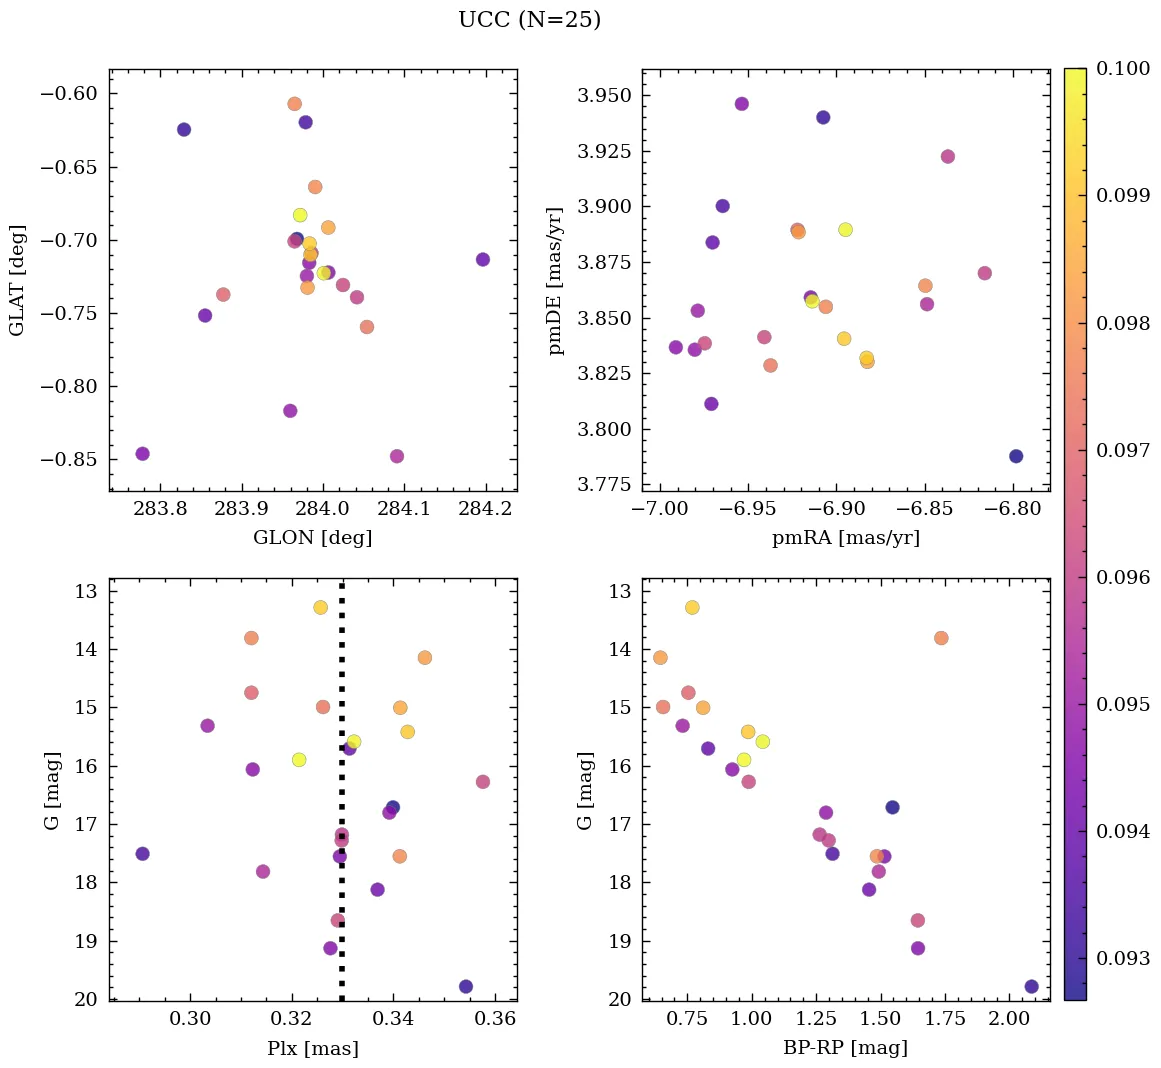 UCC (N=25)
−0.60
−0.65
−0.70
−0.75
−0.80
−0.85
GLAT [deg]
283.8 283.9 284.0 284.1 284.2
GLON [deg]
3.950
3.925
3.900
3.875
3.850
3.825
3.800
3.775
pmDE [mas/yr]
−7.00 −6.95 −6.90 −6.85 −6.80
pmRA [mas/yr]
0.100
0.099
0.098
0.097
0.096
0.095
0.094
0.093
13
14
15
16
17
18
19
20
G [mag]
0.30 0.32 0.34 0.36
Plx [mas]
13
14
15
16
17
18
19
20
G [mag]
0.75 1.00 1.25 1.50 1.75 2.00
BP-RP [mag]